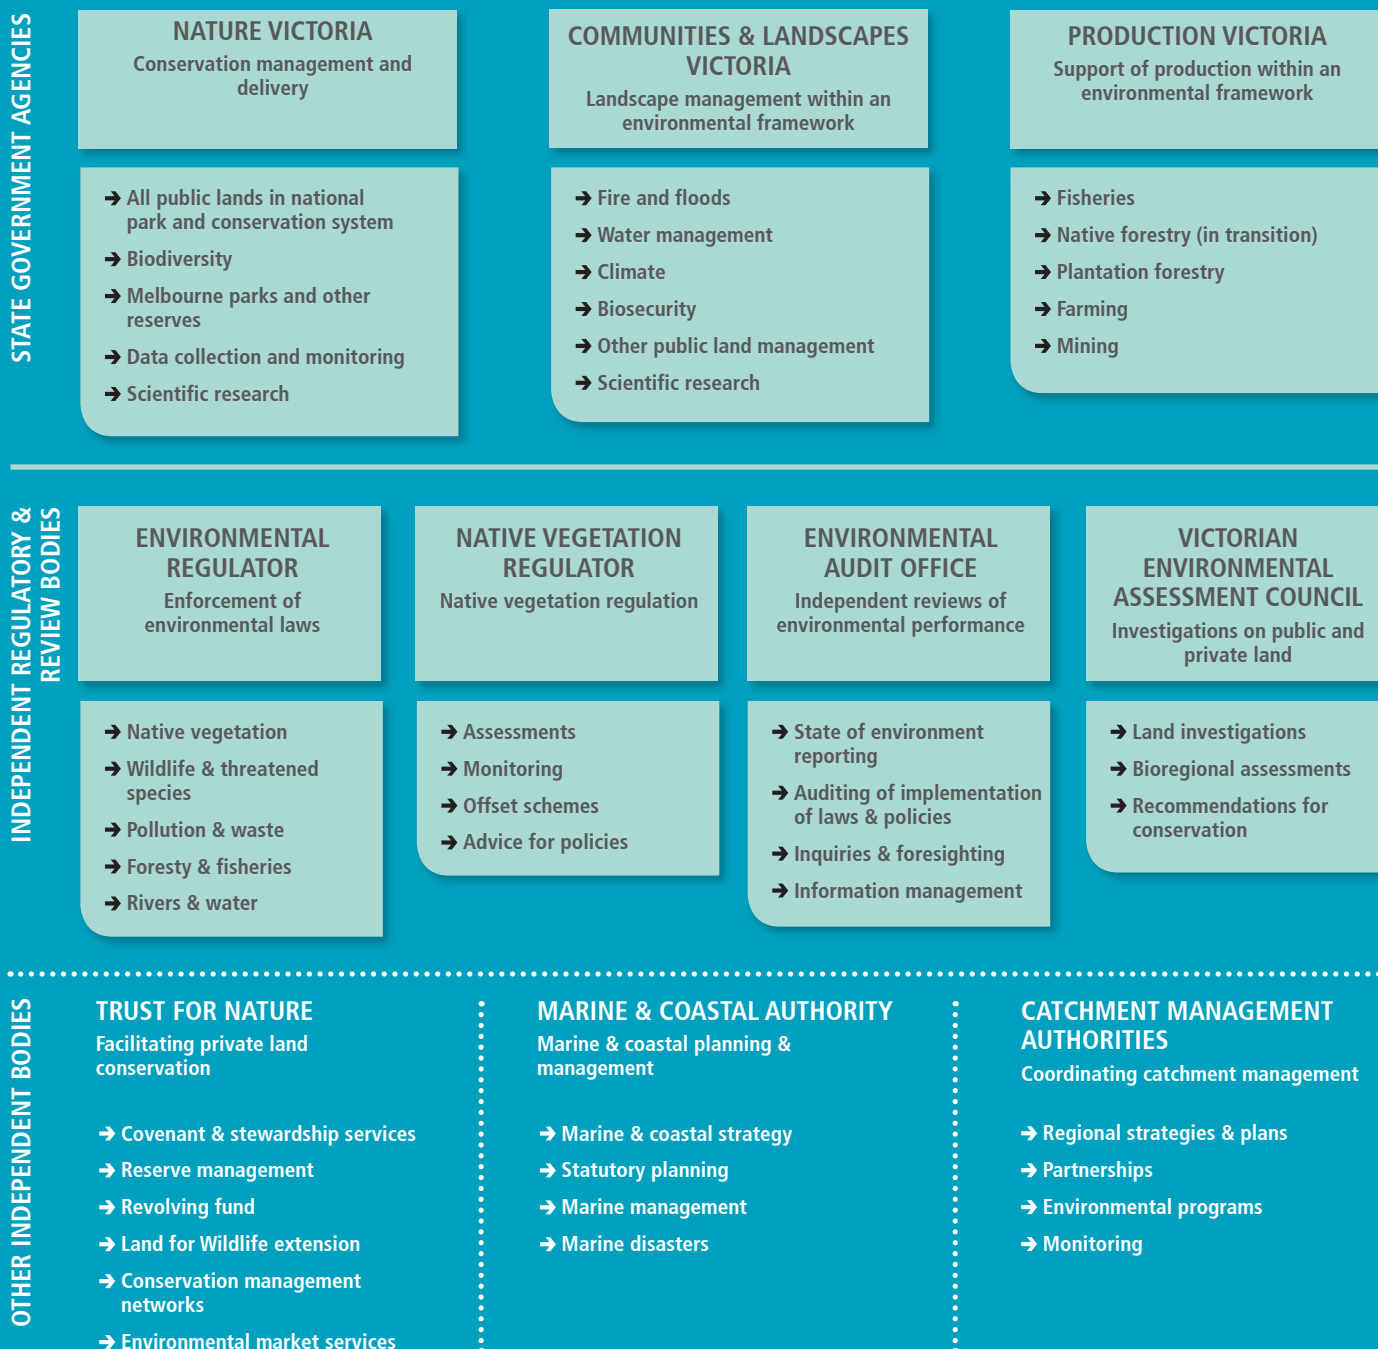 STATE GOVERNMENT AGENCIES
NATURE VICTORIA
Conservation management and
delivery
➔ All public lands in national
park and conservation system
➔ Biodiversity
➔ Melbourne parks and other
reserves
➔ Data collection and monitoring
➔ Scientific research
COMMUNITIES & LANDSCAPES
VICTORIA
Landscape management within an
environmental framework
➔ Fire and floods
➔ Water management
➔ Climate
➔ Biosecurity
➔ Other public land management
➔ Scientific research
PRODUCTION VICTORIA
Support of production within an
environmental framework
➔ Fisheries
➔ Native forestry (in transition)
➔ Plantation forestry
➔ Farming
➔ Mining
INDEPENDENT REGULATORY &
REVIEW BODIES
ENVIRONMENTAL
REGULATOR
Enforcement of
environmental laws
➔ Native vegetation
➔ Wildlife & threatened
species
➔ Pollution & waste
➔ Foresty & fisheries
➔ Rivers & water
NATIVE VEGETATION
REGULATOR
Native vegetation regulation
➔ Assessments
➔ Monitoring
➔ Offset schemes
➔ Advice for policies
ENVIRONMENTAL
AUDIT OFFICE
Independent reviews of
environmental performance
➔ State of environment
reporting
➔ Auditing of implementation
of laws & policies
➔ Inquiries & foresighting
➔ Information management
VICTORIAN
ENVIRONMENTAL
ASSESSMENT COUNCIL
Investigations on public and
private land
➔ Land investigations
➔ Bioregional assessments
➔ Recommendations for
conservation
OTHER INDEPENDENT BODIES
TRUST FOR NATURE
Facilitating private land
conservation
➔ Covenant & stewardship services
➔ Reserve management
➔ Revolving fund
➔ Land for Wildlife extension
➔ Conservation management
networks
➔ Environmental market services
MARINE & COASTAL AUTHORITY
Marine & coastal planning &
management
➔ Marine & coastal strategy
➔ Statutory planning
➔ Marine management
➔ Marine disasters
CATCHMENT MANAGEMENT
AUTHORITIES
Coordinating catchment management
➔ Regional strategies & plans
➔ Partnerships
➔ Environmental programs
➔ Monitoring